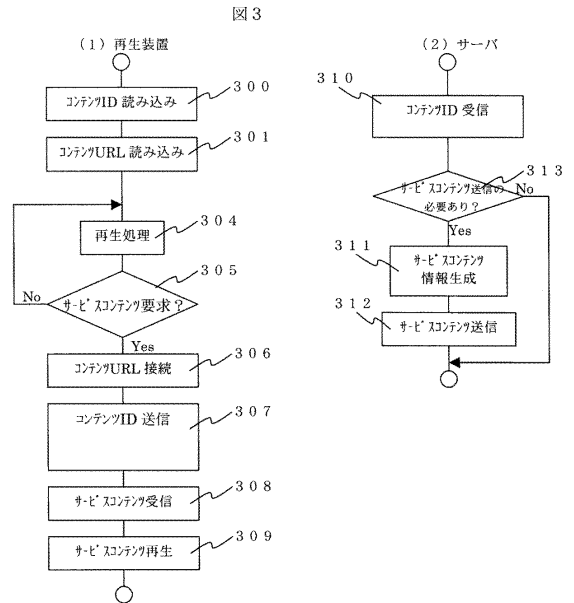 図3
(1) 再生装置
コンテンツID 読み込み
300
コンテンツURL 読み込み
301
再生処理
304
サービスコンテンツ要求?
305
No
Yes
コンテンツURL 接続
306
コンテンツID 送信
307
サービスコンテンツ受信
308
サービスコンテンツ再生
309
(2) サーバ
310
コンテンツID 受信
313
サービスコンテンツ送信の
必要あり?
No
Yes
311
サービスコンテンツ
情報生成
312
サービスコンテンツ送信